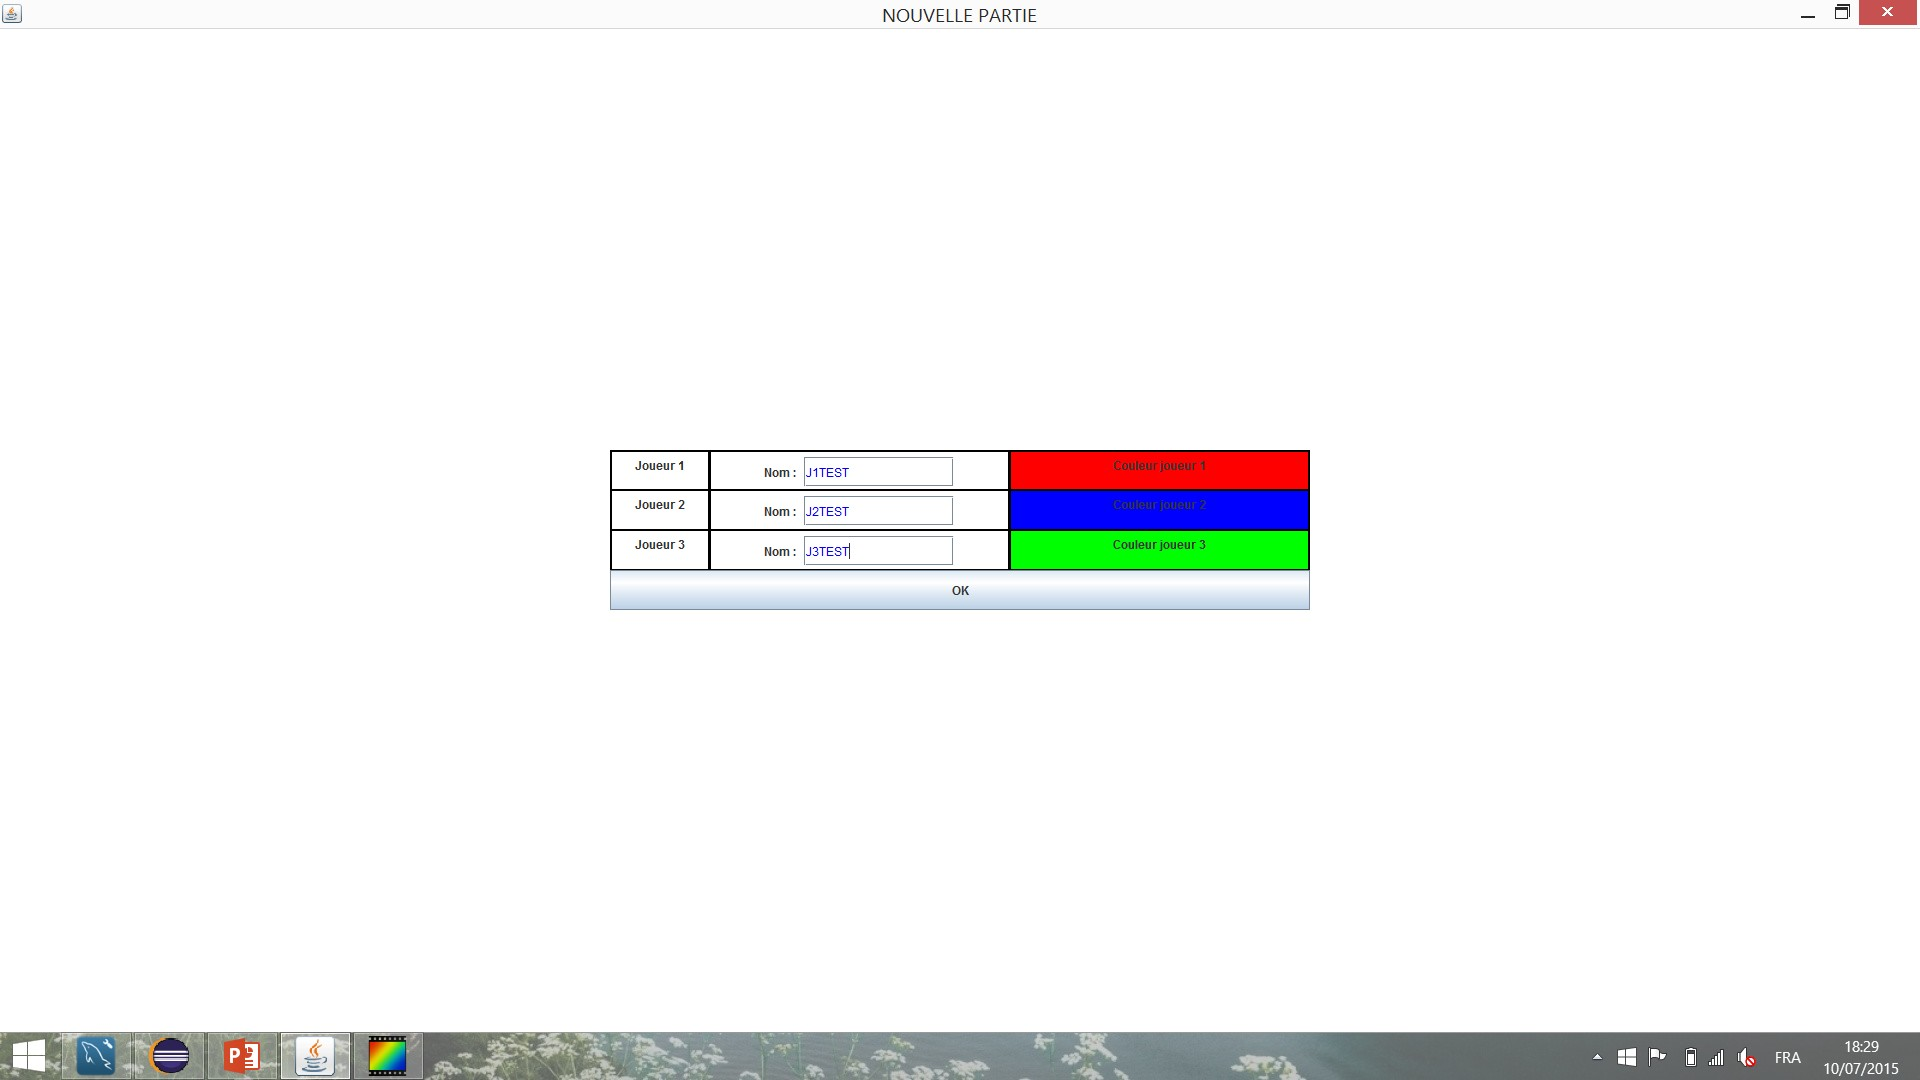 NOUVELLE PARTIE
Joueur 1 Nom : J1TEST Couleur joueur 1
Joueur 2 Nom : J2TEST Couleur joueur 2
Joueur 3 Nom : J3TEST Couleur joueur 3
OK
FRA 18:29
10/07/2015